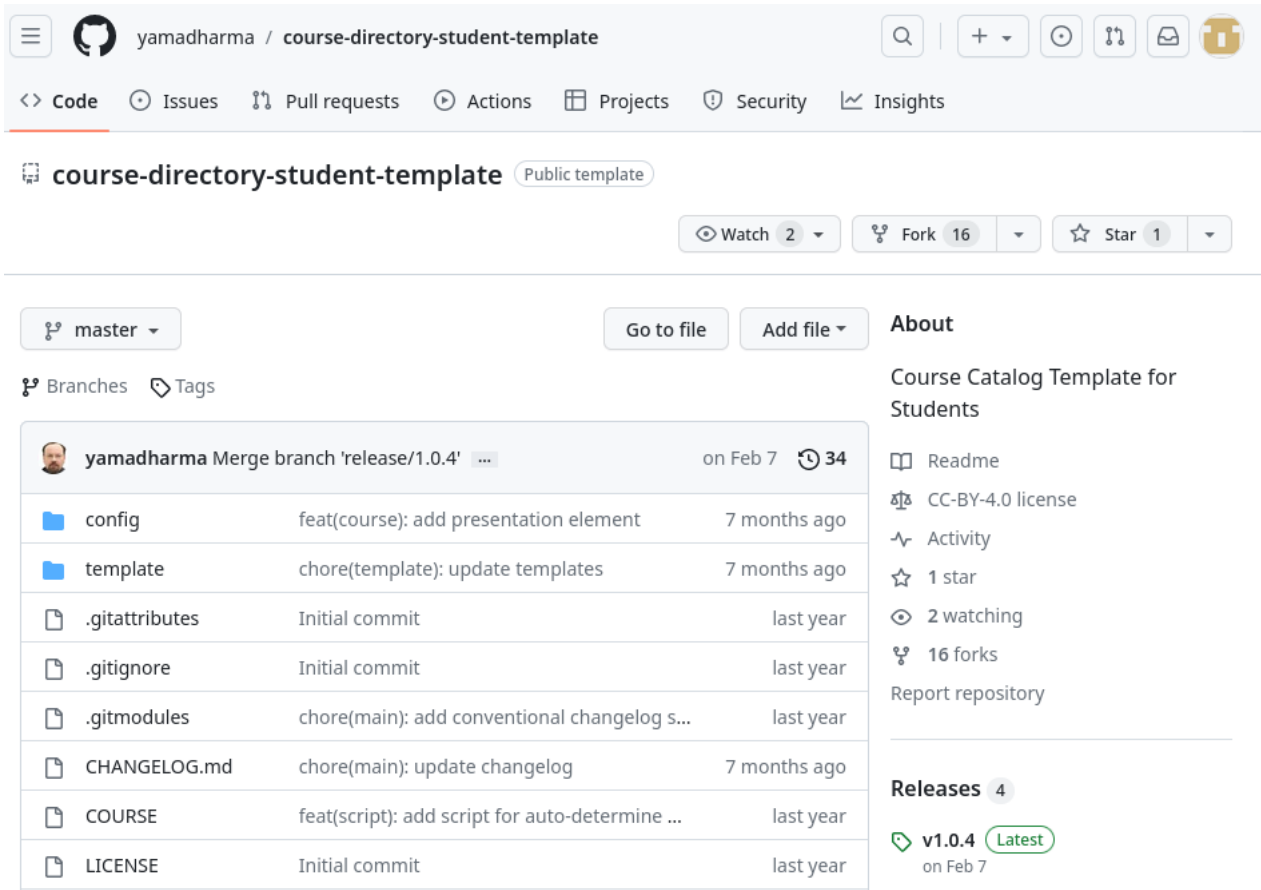 yamadharma / course-directory-student-template
Code Issues Pull requests Actions Projects Security Insights
course-directory-student-template Public template
Watch 2 Fork 16 Star 1
master Go to file Add file
Branches Tags
yamadharma Merge branch 'release/1.0.4' ... on Feb 7 34
config feat(course): add presentation element 7 months ago
template chore(template): update templates 7 months ago
.gitattributes Initial commit last year
.gitignore Initial commit last year
.gitmodules chore(main): add conventional changelog s... last year
CHANGELOG.md chore(main): update changelog 7 months ago
COURSE feat(script): add script for auto-determine ... last year
LICENSE Initial commit last year
About
Course Catalog Template for
Students
Readme
CC-BY-4.0 license
Activity
1 star
2 watching
16 forks
Report repository
Releases 4
v1.0.4 Latest
on Feb 7